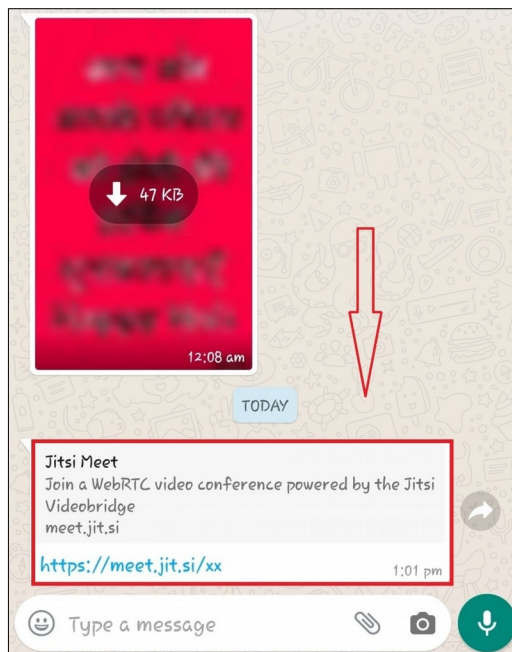 47 KB
12:08 am
TODAY
Jitsi Meet
Join a WebRTC video conference powered by the Jitsi
Videobridge
meet.jit.si
https://meet.jit.si/xx
1:01 pm
Type a message